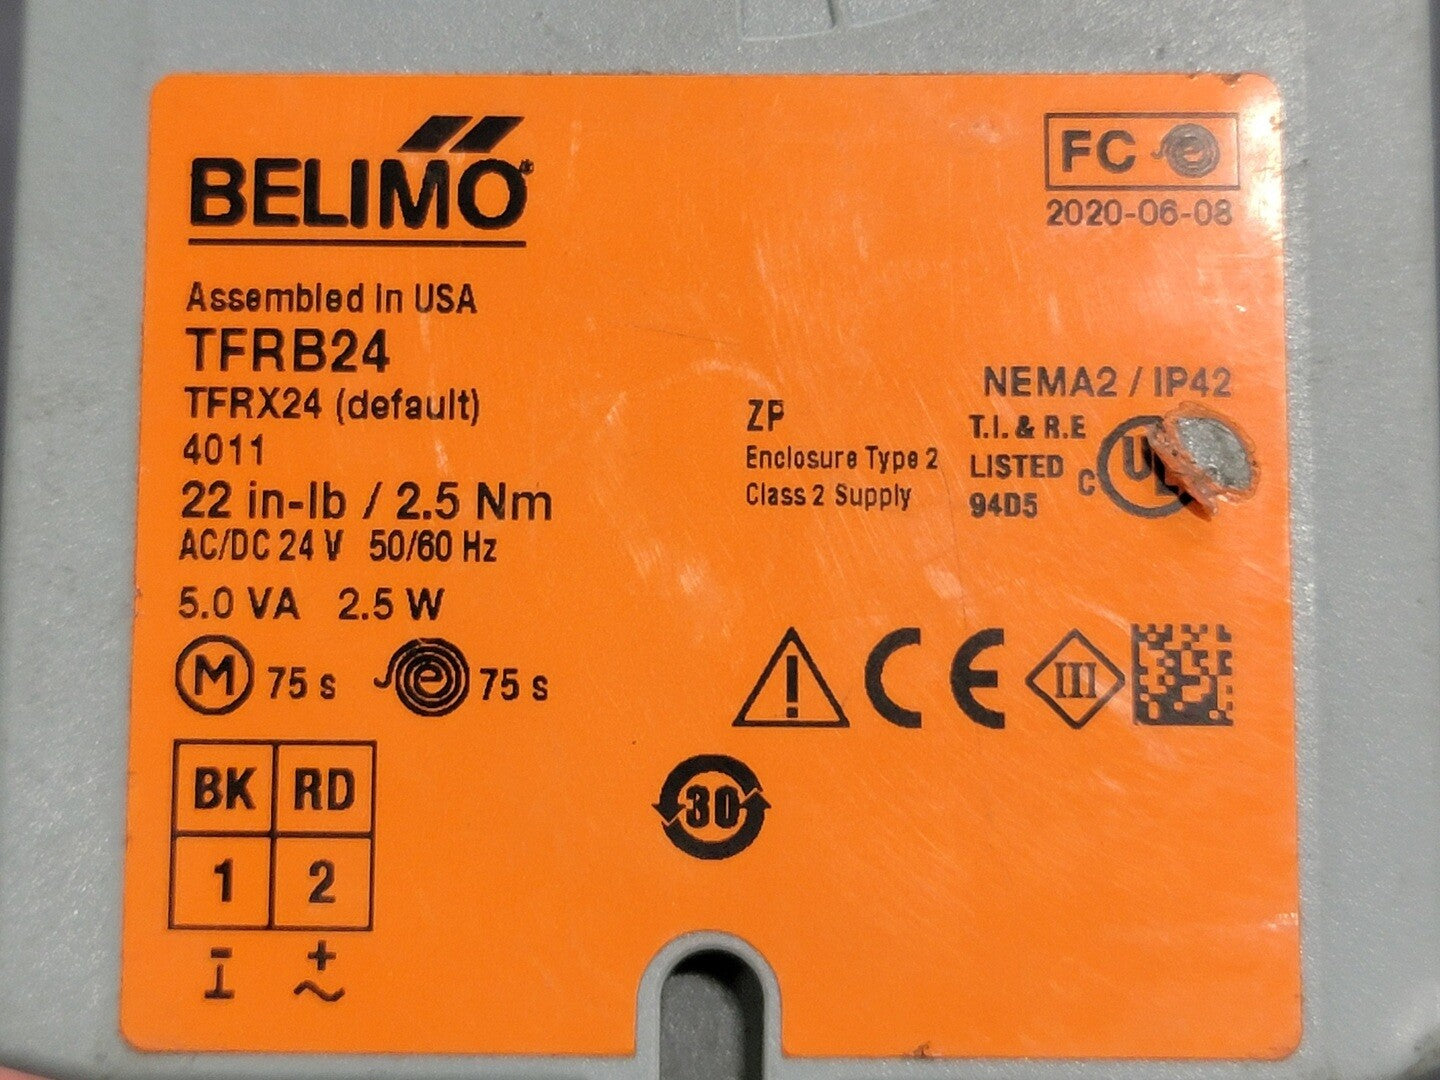 BELIMO®
FC e
2020-06-08
Assembled in USA
TFRB24
TFRX24 (default)
4011
22 in-lb / 2.5 Nm
AC/DC 24 V 50/60 Hz
5.0 VA 2.5 W
M 75 s e 75 s
NEMA2 / IP42
ZP
Enclosure Type 2
Class 2 Supply
T.I. & R.E
LISTED
94D5
C UL
CE III
BK RD
1 2
- +
~
30